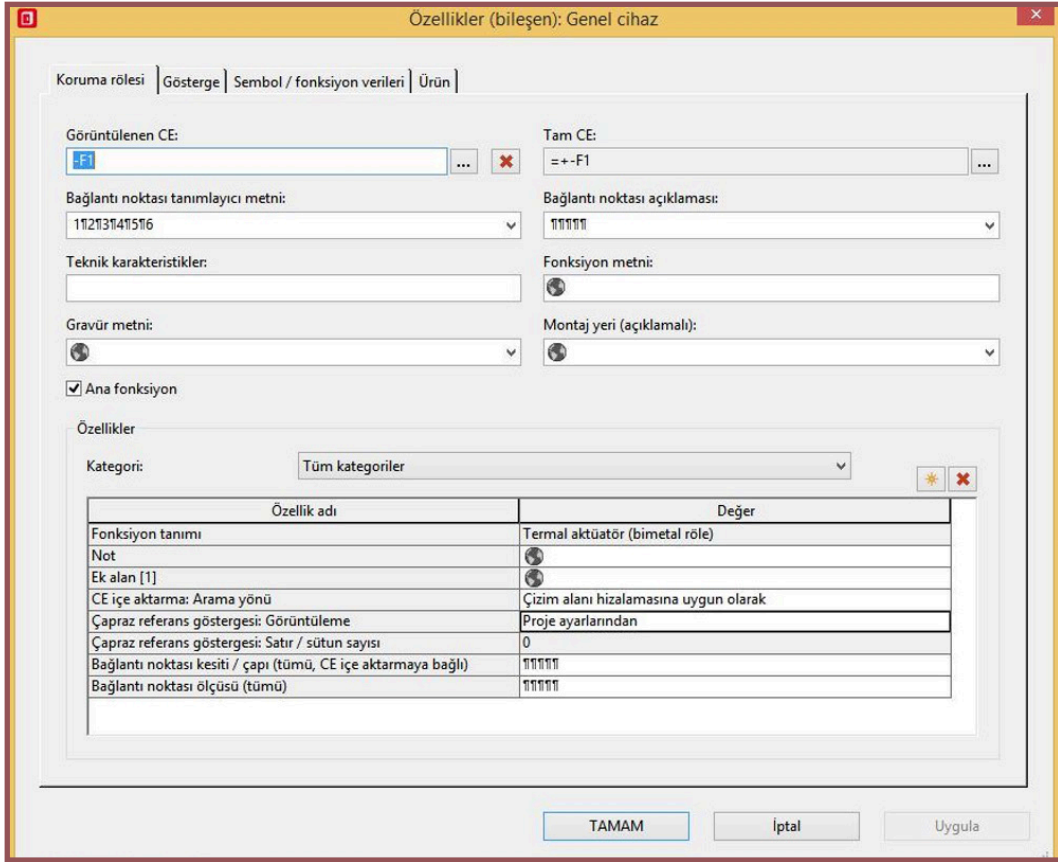 Özellikler (bileşen): Genel cihaz
Koruma rölesi Gösterge Sembol / fonksiyon verileri Ürün
Görüntülenen CE: Tam CE:
-F1 ... =+-F1 ...
Bağlantı noktası tanımlayıcı metni: Bağlantı noktası açıklaması:
1¶2¶3¶4¶5¶6 ¶¶¶¶¶
Teknik karakteristikler: Fonksiyon metni:
Gravür metni: Montaj yeri (açıklamalı):
Ana fonksiyon
Özellikler
Kategori: Tüm kategoriler
Özellik adı Değer
Fonksiyon tanımı Termal aktüatör (bimetal röle)
Not
Ek alan [1]
CE içe aktarma: Arama yönü Çizim alanı hizalamasına uygun olarak
Çapraz referans göstergesi: Görüntüleme Proje ayarlarından
Çapraz referans göstergesi: Satır / sütun sayısı 0
Bağlantı noktası kesiti / çapı (tümü, CE içe aktarmaya bağlı) ¶¶¶¶¶
Bağlantı noktası ölçüsü (tümü) ¶¶¶¶¶
TAMAM İptal Uygula